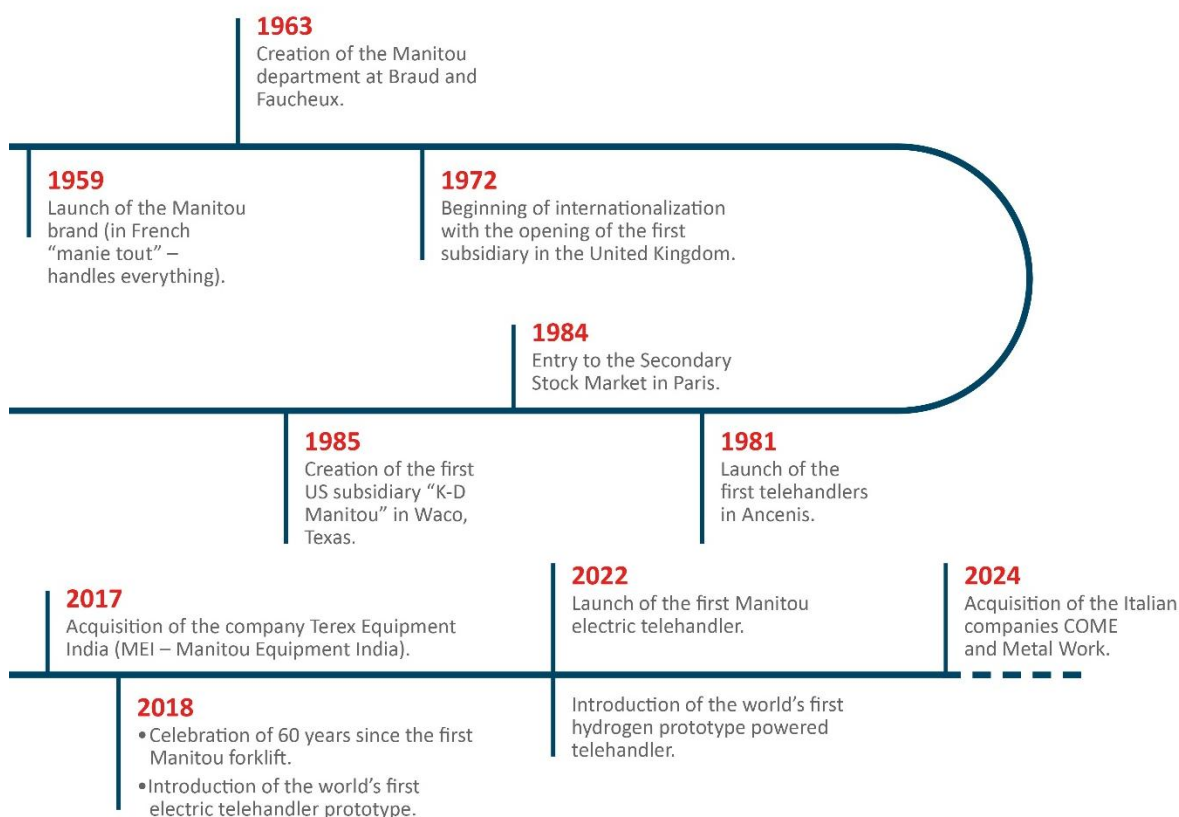 1963
Creation of the Manitou
department at Braud and
Faucheux.
1959
Launch of the Manitou
brand (in French
“manie tout” –
handles everything).
1972
Beginning of internationalization
with the opening of the first
subsidiary in the United Kingdom.
1984
Entry to the Secondary
Stock Market in Paris.
1985
Creation of the first
US subsidiary “K-D
Manitou” in Waco,
Texas.
1981
Launch of the
first telehandlers
in Ancenis.
2017
Acquisition of the company Terex Equipment
India (MEI – Manitou Equipment India).
2022
Launch of the first Manitou
electric telehandler.
2024
Acquisition of the Italian
companies COME
and Metal Work.
2018
•Celebration of 60 years since the first
Manitou forklift.
•Introduction of the world’s first
electric telehandler prototype.
Introduction of the world’s first
hydrogen prototype powered
telehandler.